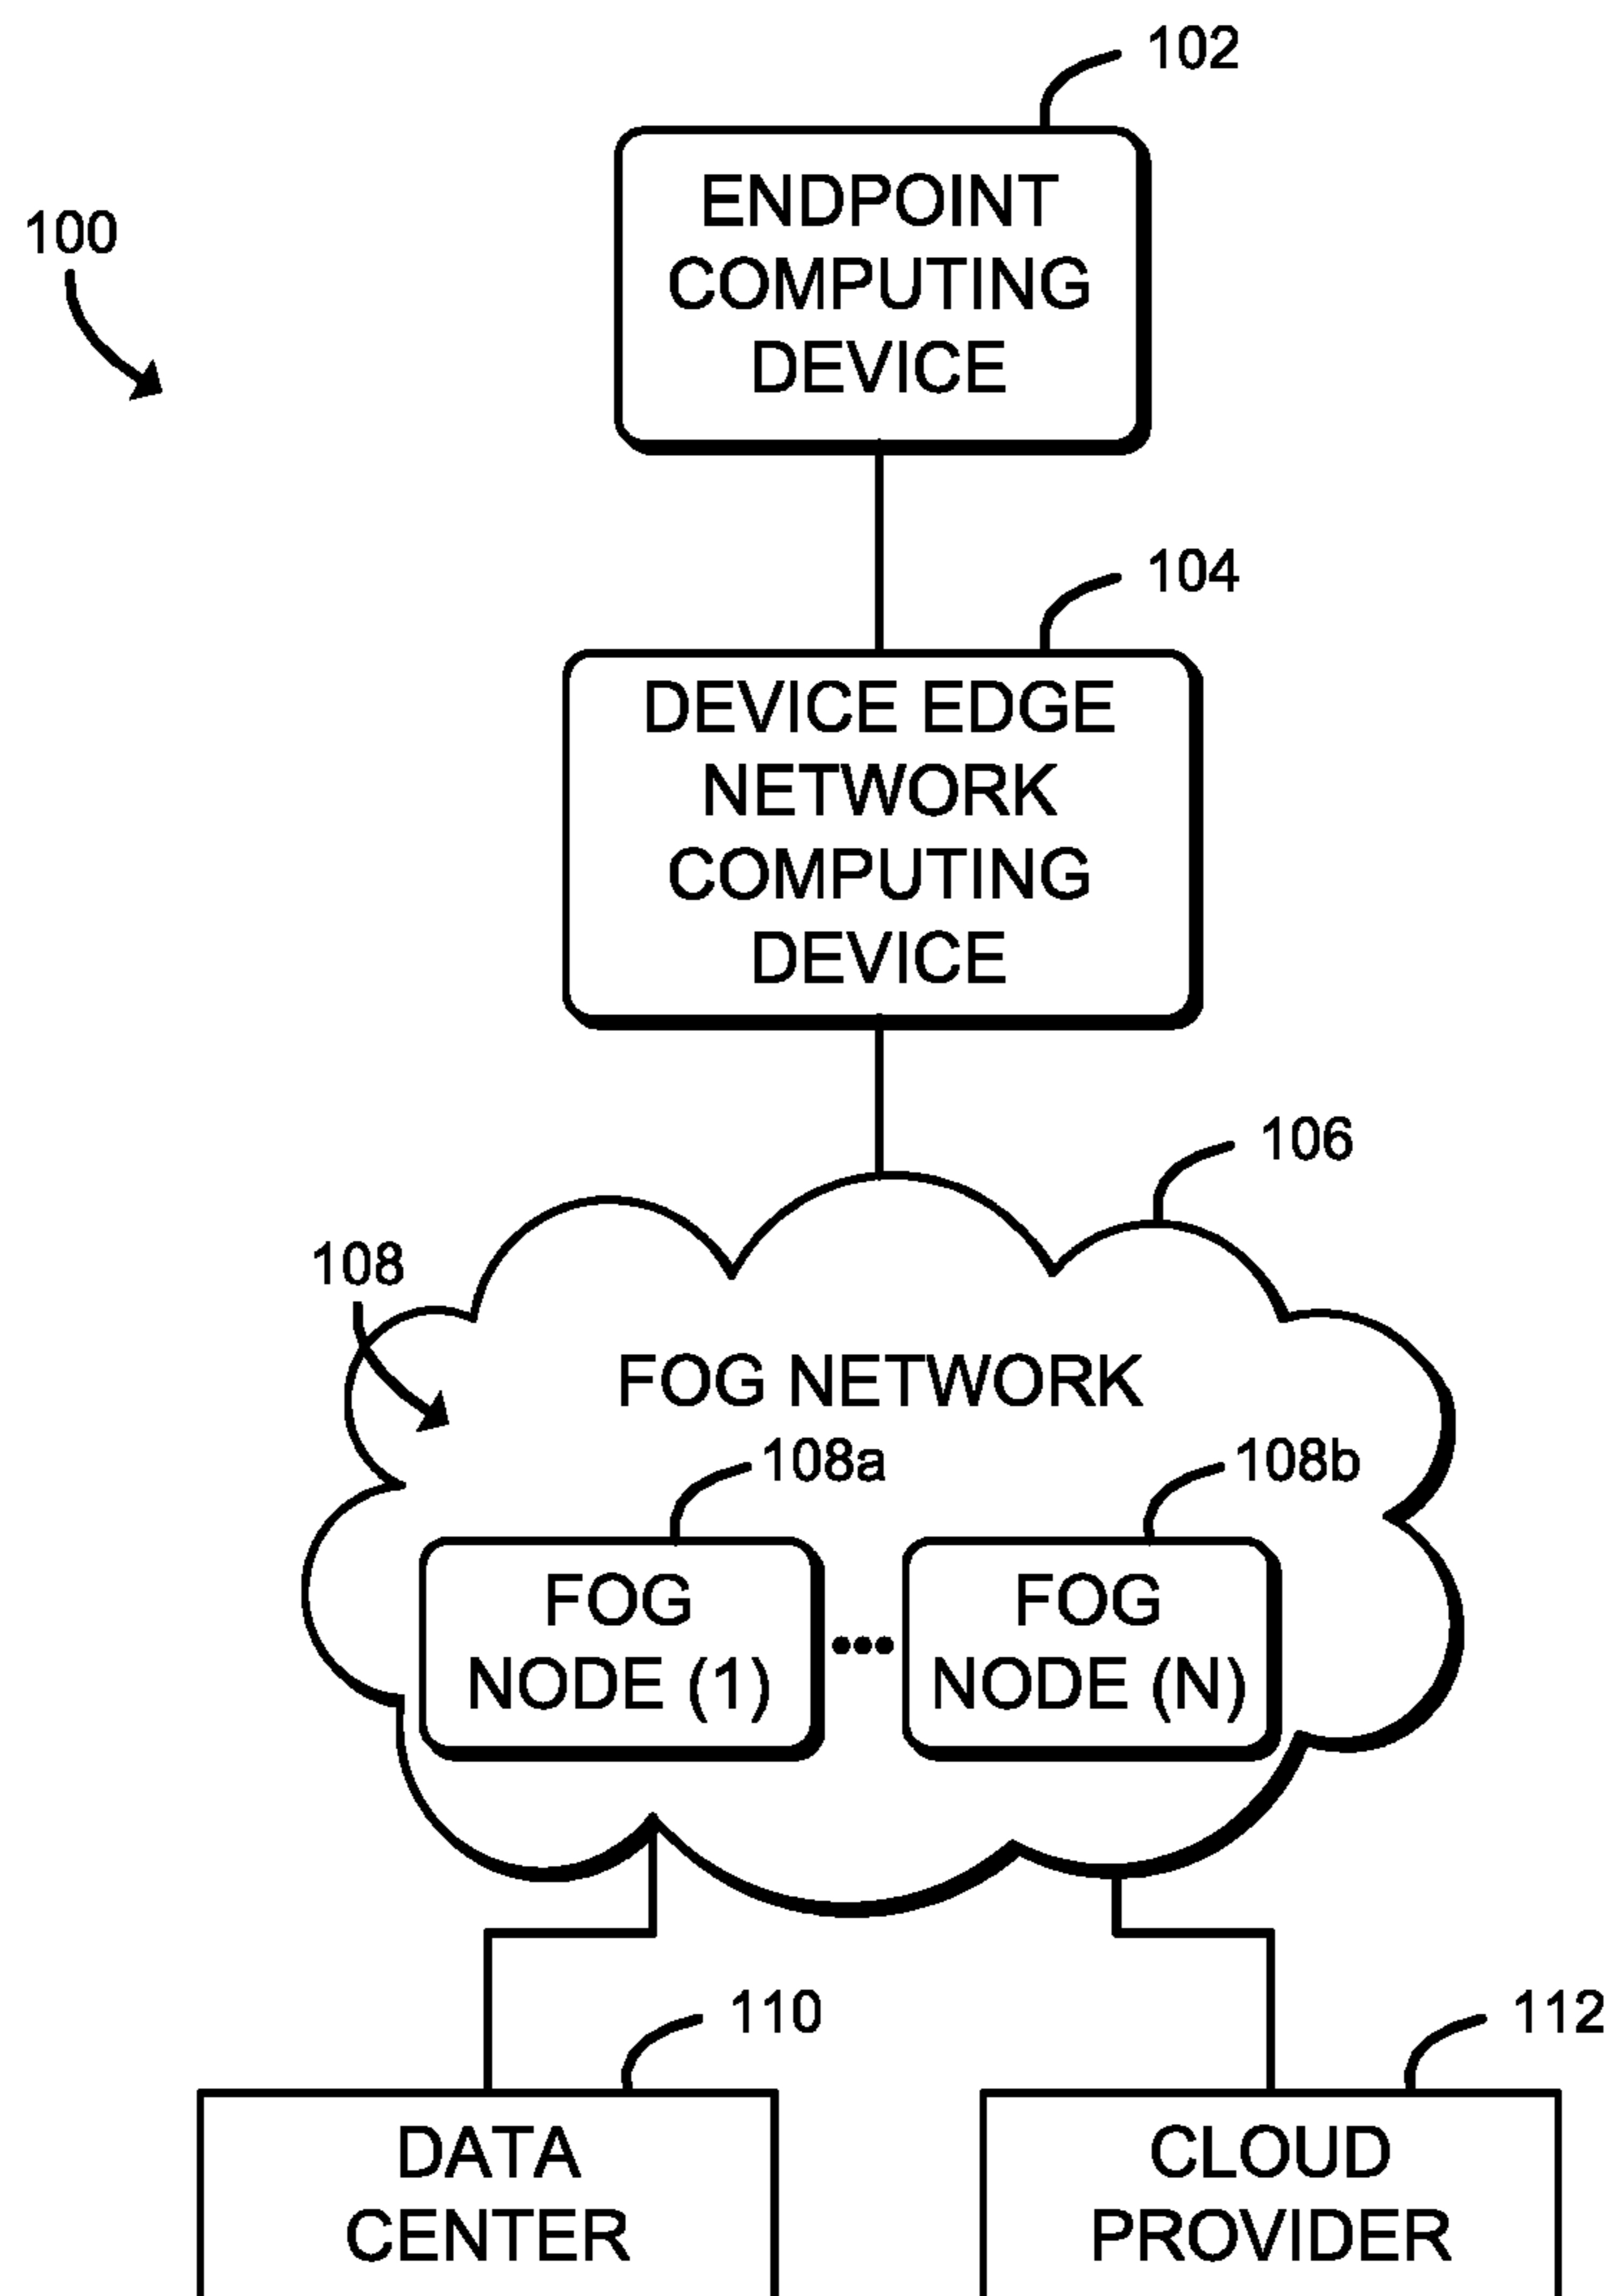 102
ENDPOINT
COMPUTING
DEVICE
100
104
DEVICE EDGE
NETWORK
COMPUTING
DEVICE
106
108
FOG NETWORK
108a
108b
FOG
NODE (1)
FOG
NODE (N)
110
112
DATA
CENTER
CLOUD
PROVIDER